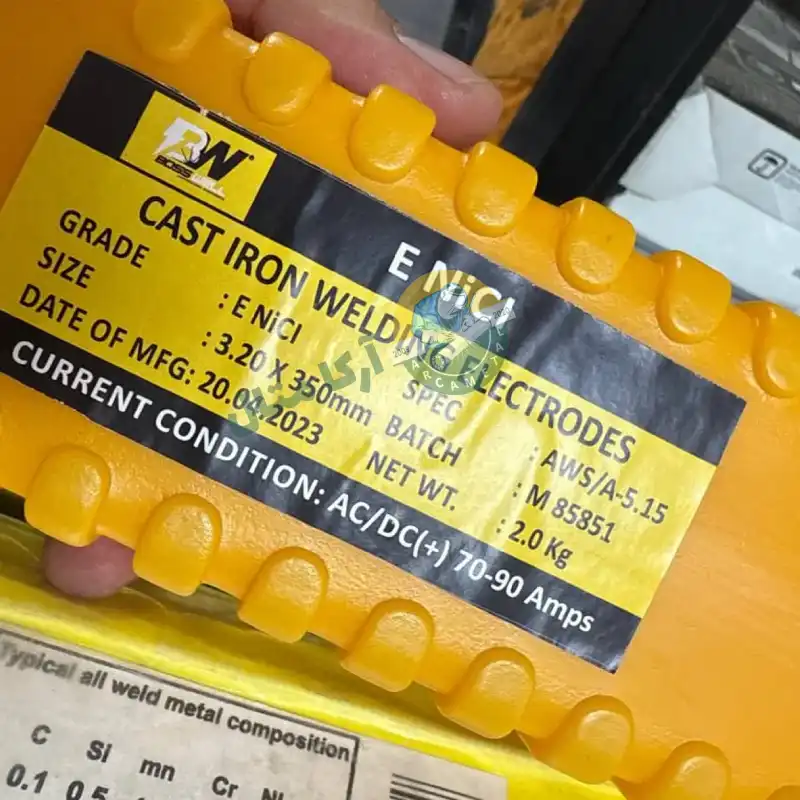 BW
BOSS WELL
E NiCl
CAST IRON WELDING ELECTRODES
GRADE : E NiCl
SIZE : 3.20 X 350mm
DATE OF MFG: 20.04.2023
SPEC : AWS/A-5.15
BATCH : M 85851
NET WT. : 2.0 Kg
CURRENT CONDITION: AC/DC(+) 70-90 Amps
آرکامتریال
Typical all weld metal composition
C Si mn Cr
0.1 0.5